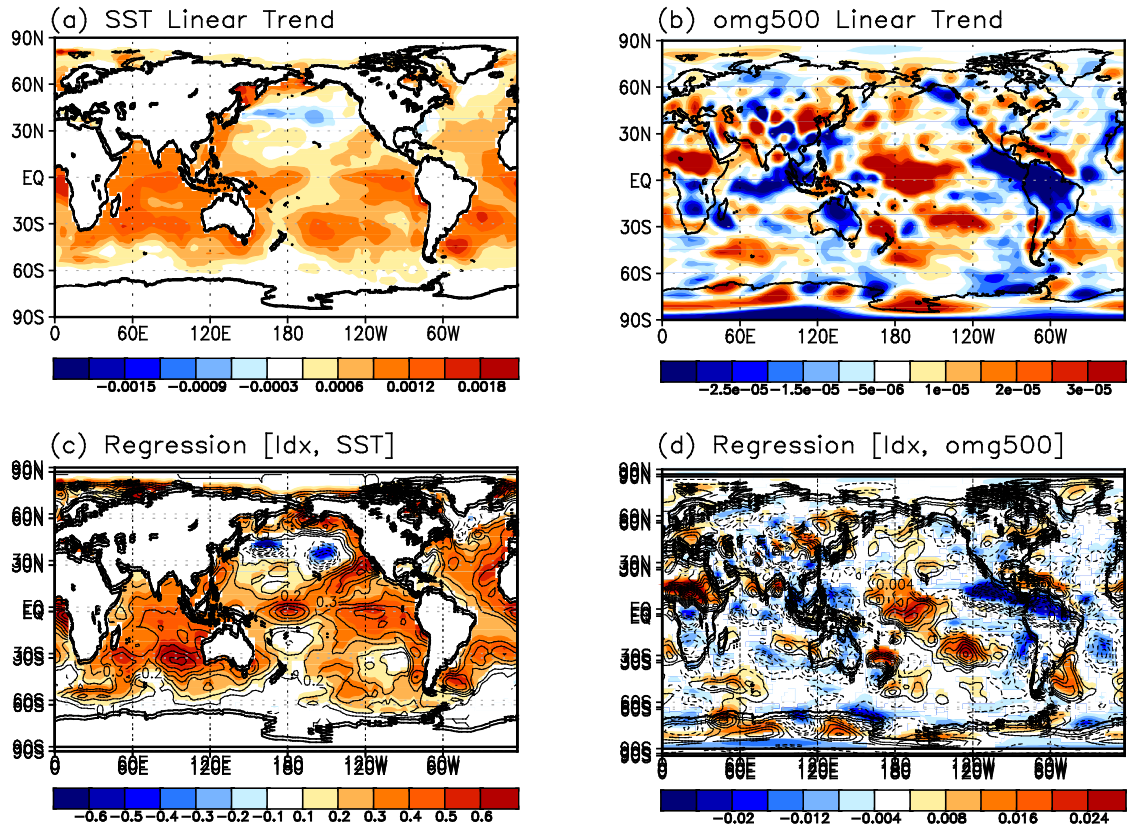 (a) SST Linear Trend
(b) omg500 Linear Trend
90N
60N
30N
EQ
30S
60S
90S
0 60E 120E 180 120W 60W
-0.0015 -0.0009 -0.0003 0.0006 0.0012 0.0018
90N
60N
30N
EQ
30S
60S
90S
0 60E 120E 180 120W 60W
-2.5e-05 -1.5e-05 -5e-06 1e-05 2e-05 3e-05
(c) Regression [Idx, SST]
(d) Regression [Idx, omg500]
90N
60N
30N
EQ
30S
60S
90S
0.2
0.3
0 60E 120E 180 120W 60W
-0.6 -0.5 -0.4 -0.3 -0.2 -0.1 0.1 0.2 0.3 0.4 0.5 0.6
90N
60N
30N
EQ
30S
60S
90S
0.004
0 60E 120E 180 120W 60W
-0.02 -0.012 -0.004 0.008 0.016 0.024